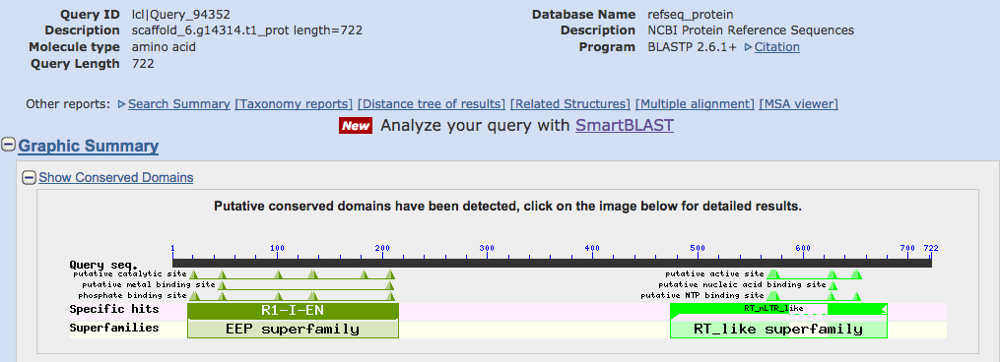 Query ID lcl|Query_94352
Description scaffold_6.g14314.t1_prot length=722
Molecule type amino acid
Query Length 722
Database Name refseq_protein
Description NCBI Protein Reference Sequences
Program BLASTP 2.6.1+ Citation
Other reports: Search Summary [Taxonomy reports] [Distance tree of results] [Related Structures] [Multiple alignment] [MSA viewer]
New Analyze your query with SmartBLAST
Graphic Summary
Show Conserved Domains
Putative conserved domains have been detected, click on the image below for detailed results.
1 100 200 300 400 500 600 700 722
Query seq.
putative catalytic site putative active site
putative metal binding site putative nucleic acid binding site
phosphate binding site putative NTP binding site
Specific hits R1-I-EN RT_nLTR_like
Superfamilies EEP superfamily RT_like superfamily